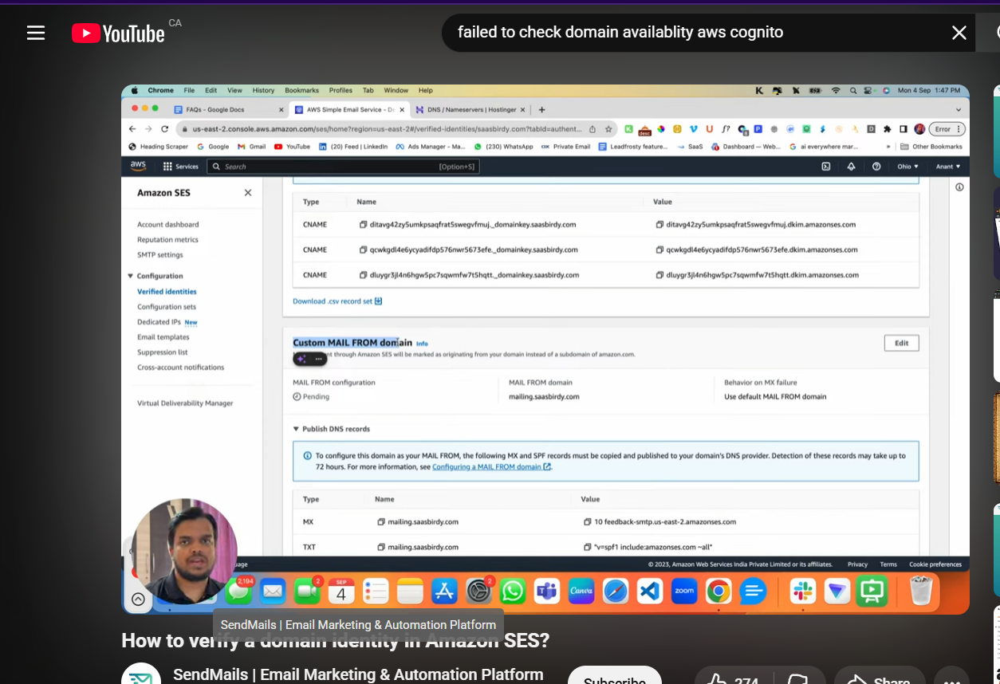 YouTube CA
failed to check domain availablity aws cognito
Chrome File Edit View History Bookmarks Profiles Tab Window Help
Mon 4 Sep 1:47 PM
FAQs - Google Docs
AWS Simple Email Service - D
DNS / Nameservers | Hostinger
us-east-2.console.aws.amazon.com/ses/home?region=us-east-2#/verified-identities/saasbirdy.com?tabId=authent...
Error
Heading Scraper Google Gmail YouTube (20) Feed | LinkedIn Ads Manager - Ma... (230) WhatsApp Private Email Leadfrosty feature... SaaS Dashboard — Web... ai everywhere mar... » Other Bookmarks
aws Services Search [Option+S] Ohio Anant
Amazon SES
Account dashboard
Reputation metrics
SMTP settings
Configuration
Verified identities
Configuration sets
Dedicated IPs New
Email templates
Suppression list
Cross-account notifications
Virtual Deliverability Manager
Type Name Value
CNAME ditavg42zy5umkpsaqfrat5swegvfmuj._domainkey.saasbirdy.com ditavg42zy5umkpsaqfrat5swegvfmuj.dkim.amazonses.com
CNAME qcwkgdl4e6ycyadifdp576nwr5673efe._domainkey.saasbirdy.com qcwkgdl4e6ycyadifdp576nwr5673efe.dkim.amazonses.com
CNAME dluygr3jl4n6hgw5pc7sqwmfw7t5hqtt._domainkey.saasbirdy.com dluygr3jl4n6hgw5pc7sqwmfw7t5hqtt.dkim.amazonses.com
Download .csv record set
Custom MAIL FROM domain Info
Edit
through Amazon SES will be marked as originating from your domain instead of a subdomain of amazon.com.
MAIL FROM configuration MAIL FROM domain Behavior on MX failure
Pending mailing.saasbirdy.com Use default MAIL FROM domain
Publish DNS records
To configure this domain as your MAIL FROM, the following MX and SPF records must be copied and published to your domain's DNS provider. Detection of these records may take up to
72 hours. For more information, see Configuring a MAIL FROM domain.
Type Name Value
MX mailing.saasbirdy.com 10 feedback-smtp.us-east-2.amazonses.com
TXT mailing.saasbirdy.com "v=spf1 include:amazonses.com ~all"
© 2023, Amazon Web Services India Private Limited or its affiliates. Privacy Terms Cookie preferences
2,194
2
SEP
4
2
Canva
zoom
SendMails | Email Marketing & Automation Platform
How to verify a domain identity in Amazon SES?
SendMails | Email Marketing & Automation Platform
Subscribe
274
Share